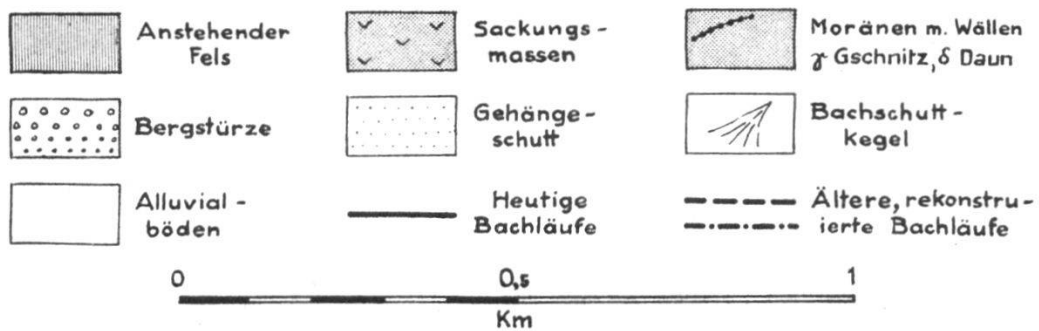 Anstehender
Fels
Sackungs-
massen
Moränen m. Wällen
γ Gschnitz, δ Daun
Bergstürze
Gehänge-
schutt
Bachschutt-
kegel
Alluvial-
böden
Heutige
Bachläufe
Ältere, rekonstru-
ierte Bachläufe
0 0,5 1
Km